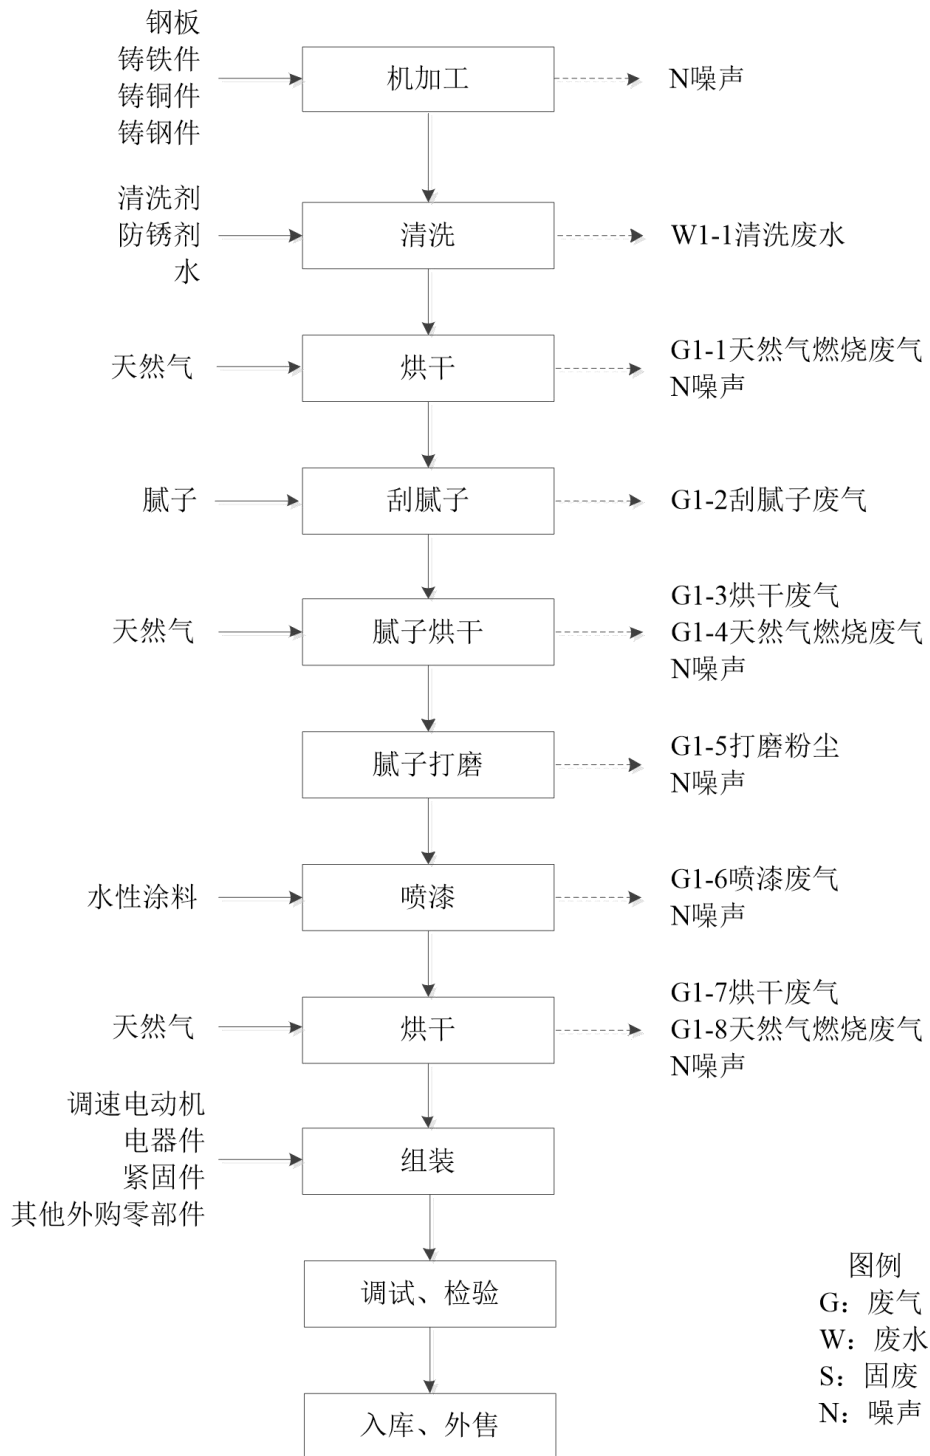 钢板
铸铁件
铸铜件
铸钢件
机加工
N噪声
清洗剂
防锈剂
水
清洗
W1-1清洗废水
天然气
烘干
G1-1天然气燃烧废气
N噪声
腻子
刮腻子
G1-2刮腻子废气
天然气
腻子烘干
G1-3烘干废气
G1-4天然气燃烧废气
N噪声
腻子打磨
G1-5打磨粉尘
N噪声
水性涂料
喷漆
G1-6喷漆废气
N噪声
天然气
烘干
G1-7烘干废气
G1-8天然气燃烧废气
N噪声
调速电动机
电器件
紧固件
其他外购零部件
组装
调试、检验
入库、外售
图例
G：废气
W：废水
S：固废
N：噪声